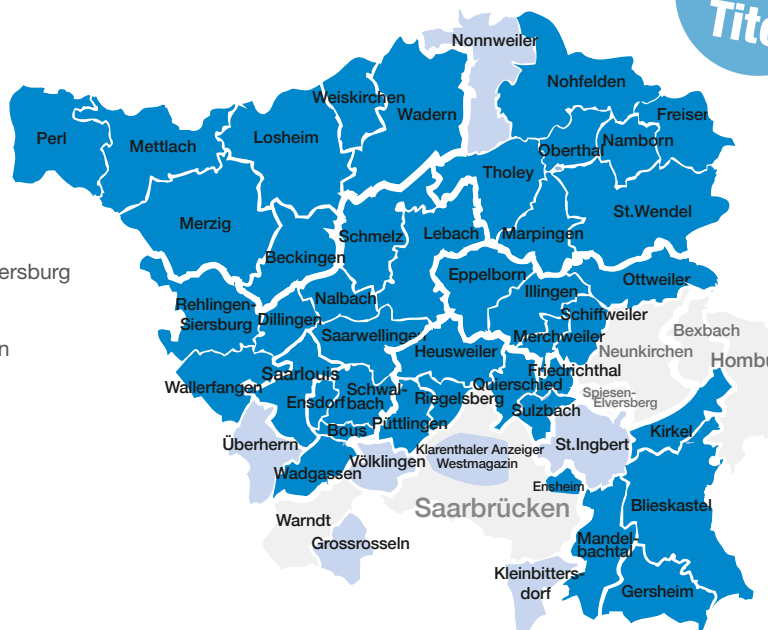 Tite
Nonnweiler
Nohfelden
Weiskirchen
Wadern
Freisen
Perl
Mettlach
Losheim
Oberthal
Namborn
Tholey
St.Wendel
Merzig
Schmelz
Lebach
Marpingen
Beckingen
ersburg
Eppelborn
Ottweiler
Illingen
Rehlingen-
Siersburg
Nalbach
Dillingen
Schiffweiler
Saarwellingen
Merchweiler
Bexbach
n
Heusweiler
Neunkirchen
Hombu
Friedrichthal
Saarlouis
Wallerfangen
Quierschied
Schwal-
bach
Ensdorf
Riegelsberg
Spiesen-
Elversberg
Sulzbach
Püttlingen
Bous
Kirkel
Überherrn
St.Ingbert
Klarenthaler Anzeiger
Westmagazin
Völklingen
Wadgassen
Ensheim
Saarbrücken
Blieskastel
Warndt
Mandel-
bachtal
Grossrosseln
Kleinbitters-
dorf
Gersheim